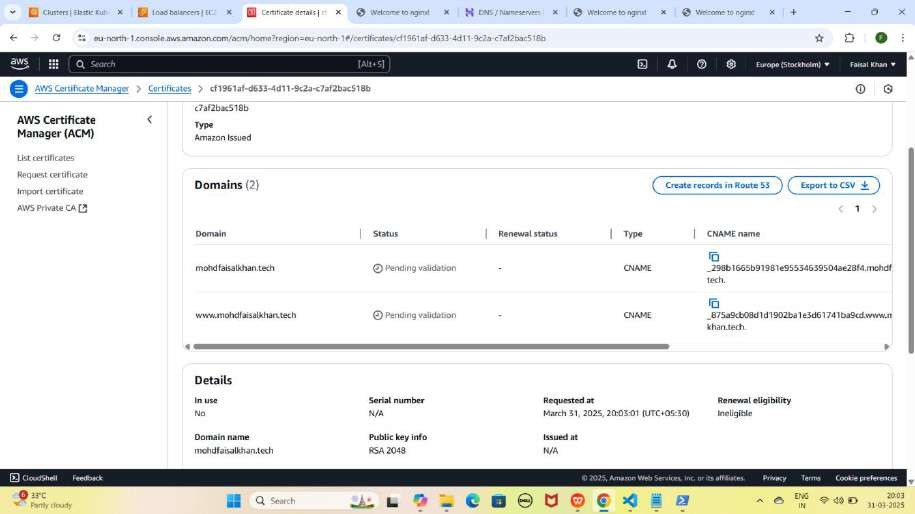 Clusters | Elastic Kub
Load balancers | EC2
Certificate details | c
Welcome to nginx!
DNS / Nameservers
Welcome to nginx!
Welcome to nginx!
eu-north-1.console.aws.amazon.com/acm/home?region=eu-north-1#/certificates/cf1961af-d633-4d11-9c2a-c7af2bac518b
F
aws
Search
[Alt+S]
Europe (Stockholm)
Faisal Khan
AWS Certificate Manager
Certificates
cf1961af-d633-4d11-9c2a-c7af2bac518b
AWS Certificate
Manager (ACM)
List certificates
Request certificate
Import certificate
AWS Private CA
c7af2bac518b
Type
Amazon Issued
Domains (2)
Create records in Route 53
Export to CSV
1
Domain
Status
Renewal status
Type
CNAME name
mohdfaisalkhan.tech
Pending validation
-
CNAME
_298b1665b91981e95534639504ae28f4.mohdf
tech.
www.mohdfaisalkhan.tech
Pending validation
-
CNAME
_875a9cb08d1d1902ba1e3d61741ba9cd.www.m
khan.tech.
Details
In use
No
Serial number
N/A
Requested at
March 31, 2025, 20:03:01 (UTC+05:30)
Renewal eligibility
Ineligible
Domain name
mohdfaisalkhan.tech
Public key info
RSA 2048
Issued at
N/A
CloudShell
Feedback
© 2025, Amazon Web Services, Inc. or its affiliates.
Privacy
Terms
Cookie preferences
6
33°C
Partly cloudy
Search
DELL
ENG
IN
20:03
31-03-2025